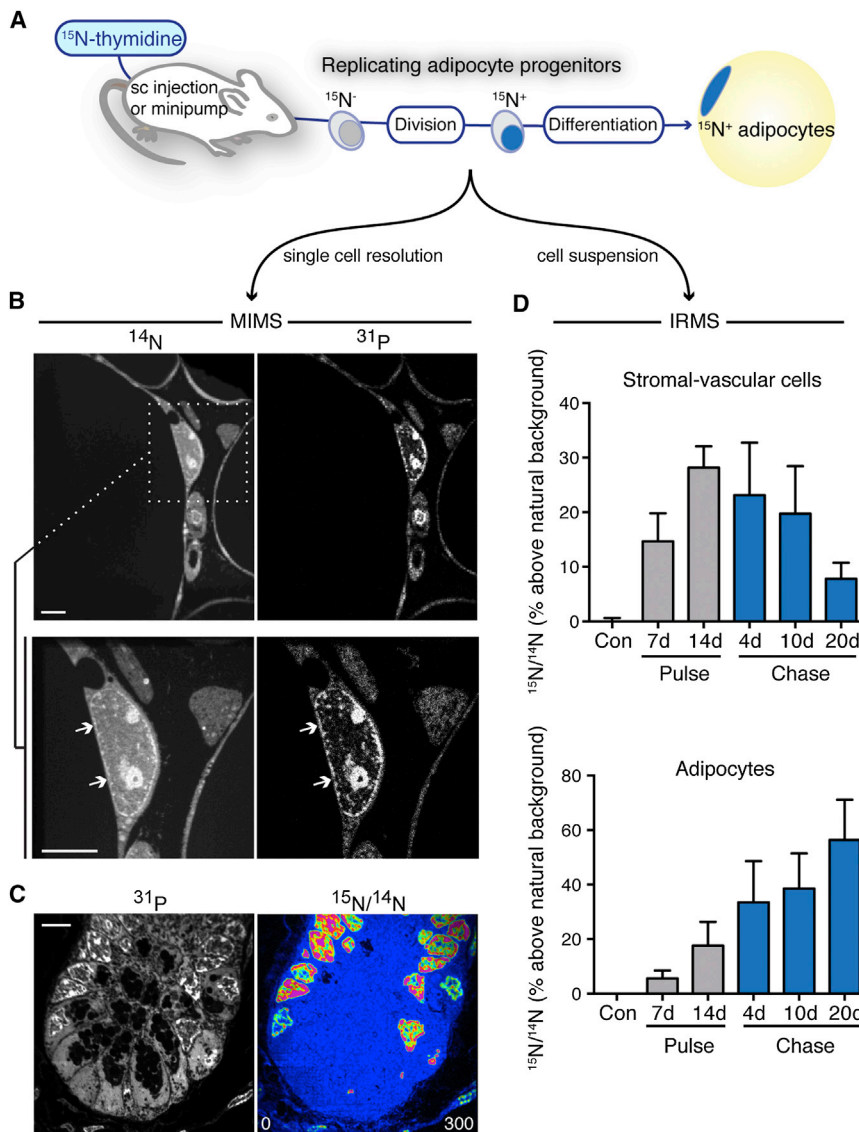 A
¹⁵N-thymidine
sc injection
or minipump
Replicating adipocyte progenitors
¹⁵N⁻
Division
¹⁵N⁺
Differentiation
¹⁵N⁺ adipocytes
single cell resolution
cell suspension
B
MIMS
¹⁴N
³¹P
C
³¹P
¹⁵N/¹⁴N
0
300
D
IRMS
Stromal-vascular cells
¹⁵N/¹⁴N (% above natural background)
40
30
20
10
0
Con
7d
14d
4d
10d
20d
Pulse
Chase
Adipocytes
¹⁵N/¹⁴N (% above natural background)
80
60
40
20
0
Con
7d
14d
4d
10d
20d
Pulse
Chase